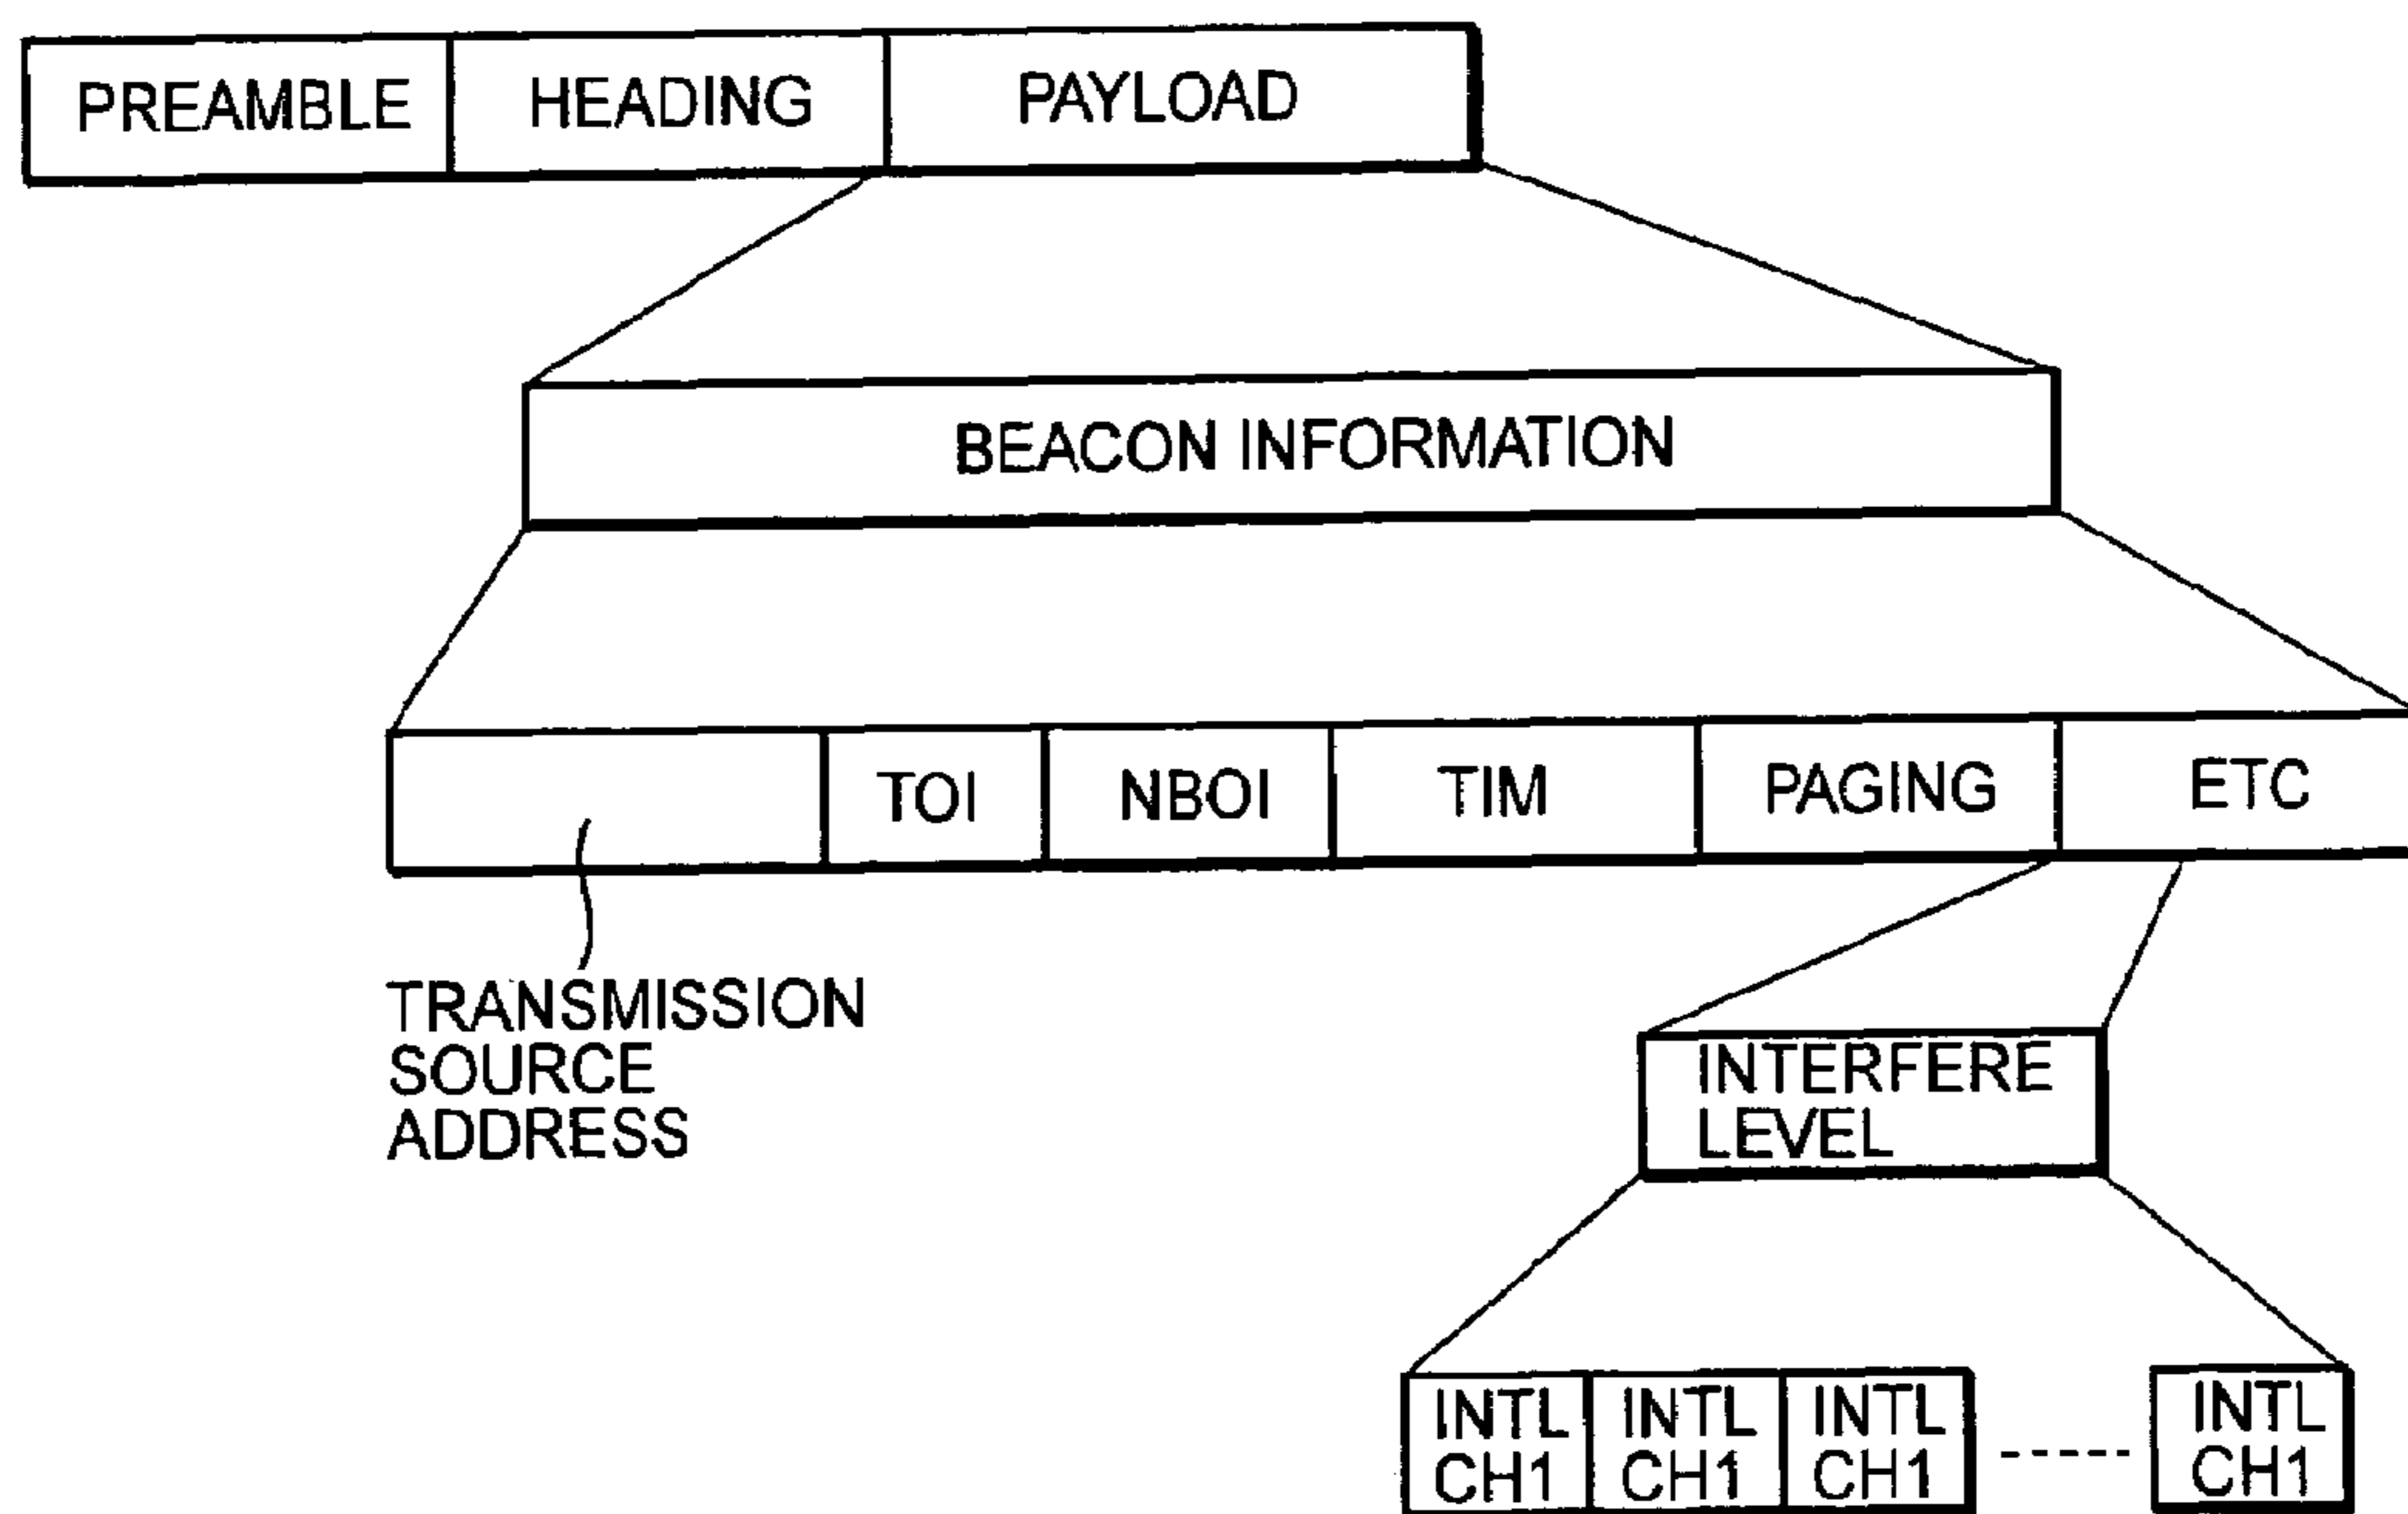 PREAMBLE HEADING PAYLOAD
BEACON INFORMATION
TOI NBOI TIM PAGING ETC
TRANSMISSION
SOURCE
ADDRESS
INTERFERE
LEVEL
INTL INTL INTL INTL
CH1 CH1 CH1 CH1